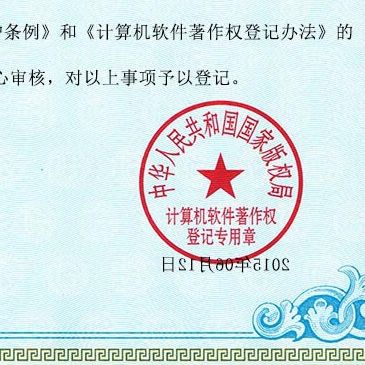 条例》和《计算机软件著作权登记办法》的
心审核，对以上事项予以登记。
中华人民共和国国家版权局
计算机软件著作权
登记专用章
2015年06月12日